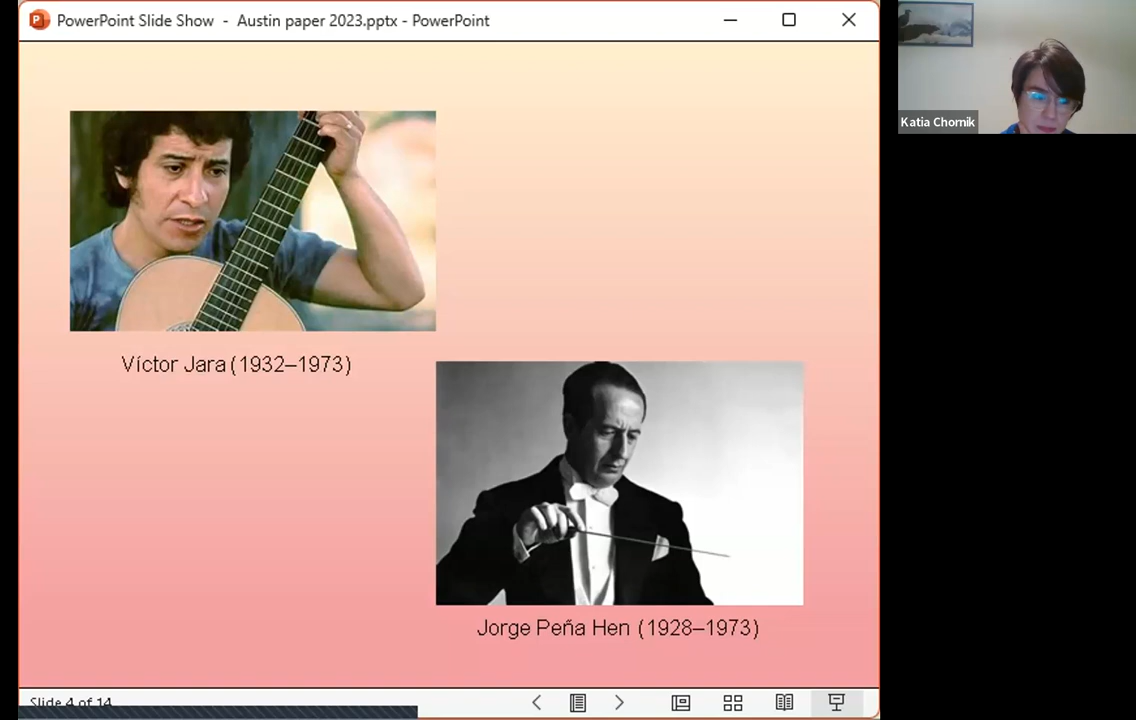 PowerPoint Slide Show - Austin paper 2023.pptx - PowerPoint
Katia Chornik
Víctor Jara (1932–1973)
Jorge Peña Hen (1928–1973)
Slide 4 of 14